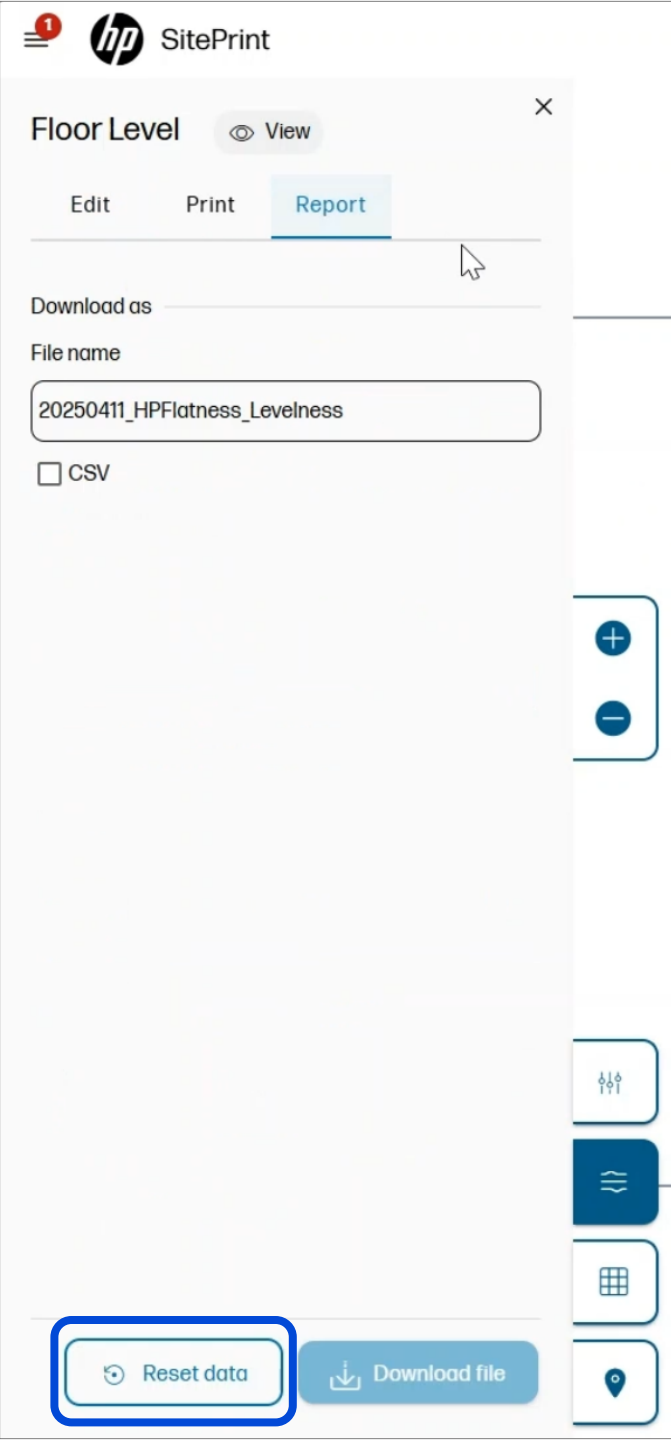 1
hp SitePrint
Floor Level View
Edit Print Report
Download as
File name
20250411_HPFlatness_Levelness
CSV
Reset data Download file